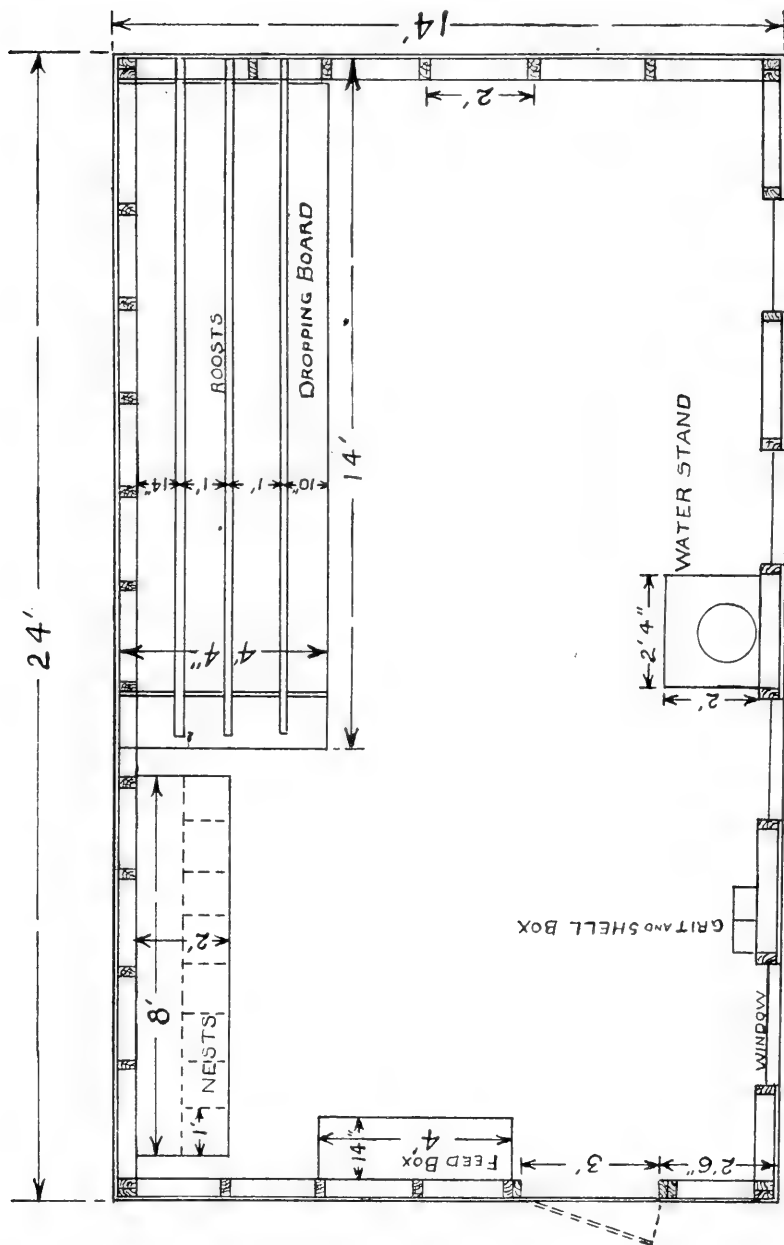 14'
24'
2'
ROOSTS
DROPPING BOARD
14"
1'
1'
10"
14'
4' 4"
WATER STAND
2' 4"
2'
8'
2'
NESTS
1'
GRIT AND SHELL BOX
WINDOW
14"
4'
FEED BOX
3'
2'6"